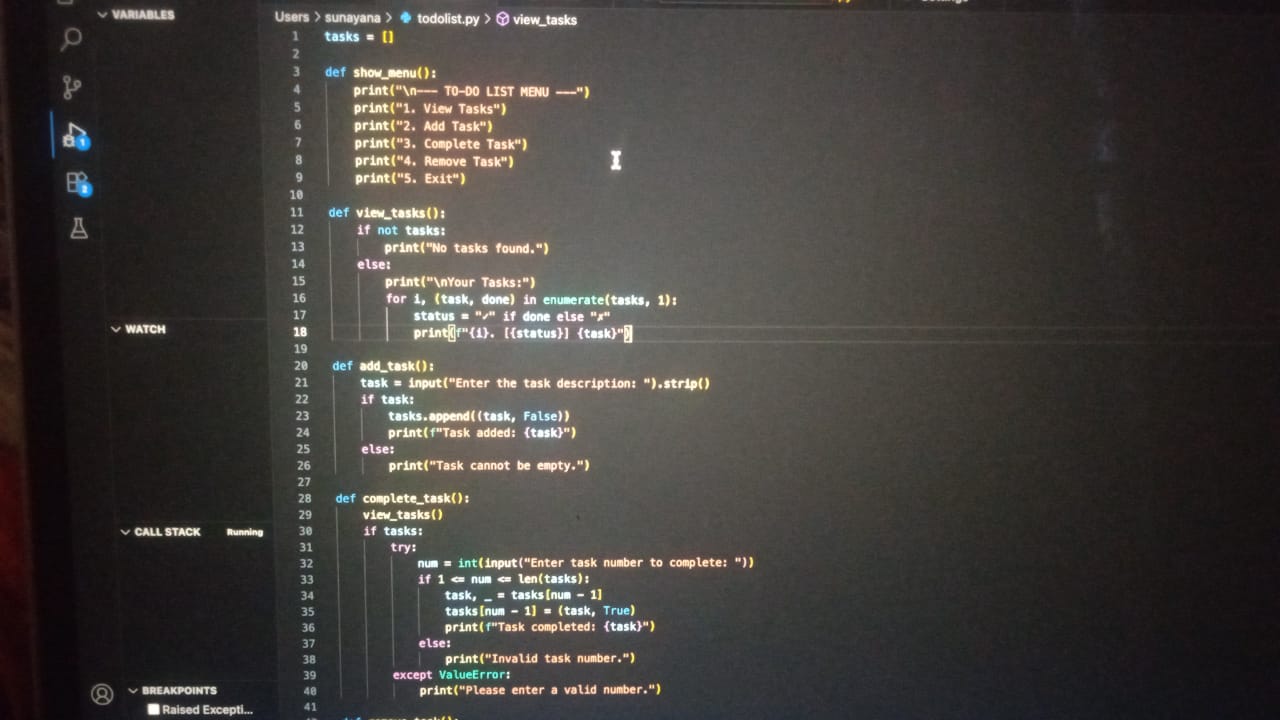 Users > sunayana > todolist.py > view_tasks
VARIABLES
1 tasks = []
2
3 def show_menu():
4 print("\n--- TO-DO LIST MENU ---")
5 print("1. View Tasks")
6 print("2. Add Task")
7 print("3. Complete Task")
8 print("4. Remove Task")
9 print("5. Exit")
10
11 def view_tasks():
12 if not tasks:
13 print("No tasks found.")
14 else:
15 print("\nYour Tasks:")
16 for i, (task, done) in enumerate(tasks, 1):
17 status = "✓" if done else "✗"
18 print(f"{i}. [{status}] {task}")
19
20 def add_task():
21 task = input("Enter the task description: ").strip()
22 if task:
23 tasks.append((task, False))
24 print(f"Task added: {task}")
25 else:
26 print("Task cannot be empty.")
27
28 def complete_task():
29 view_tasks()
30 if tasks:
31 try:
32 num = int(input("Enter task number to complete: "))
33 if 1 <= num <= len(tasks):
34 task, _ = tasks[num - 1]
35 tasks[num - 1] = (task, True)
36 print(f"Task completed: {task}")
37 else:
38 print("Invalid task number.")
39 except ValueError:
40 print("Please enter a valid number.")
41
1
2
WATCH
CALL STACK Running
BREAKPOINTS
Raised Excepti...